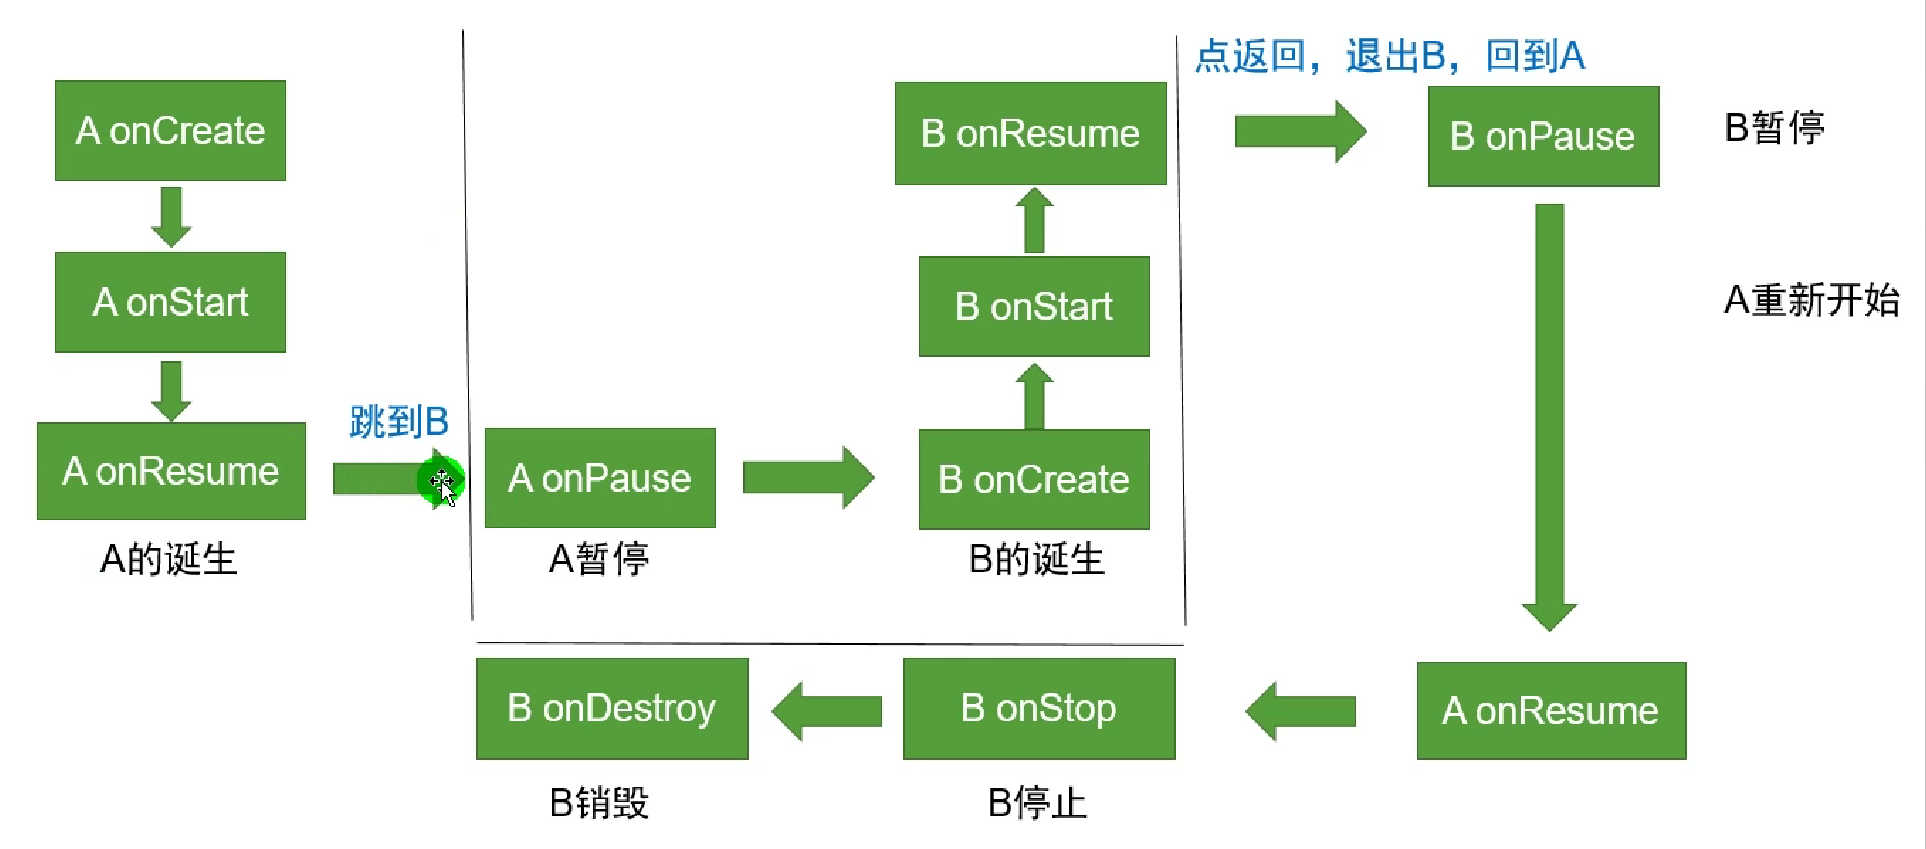 A onCreate
A onStart
A onResume
A的诞生
跳到B
A onPause
A暂停
B onCreate
B的诞生
B onStart
B onResume
点返回，退出B，回到A
B onPause
B暂停
A重新开始
A onResume
B onStop
B停止
B onDestroy
B销毁